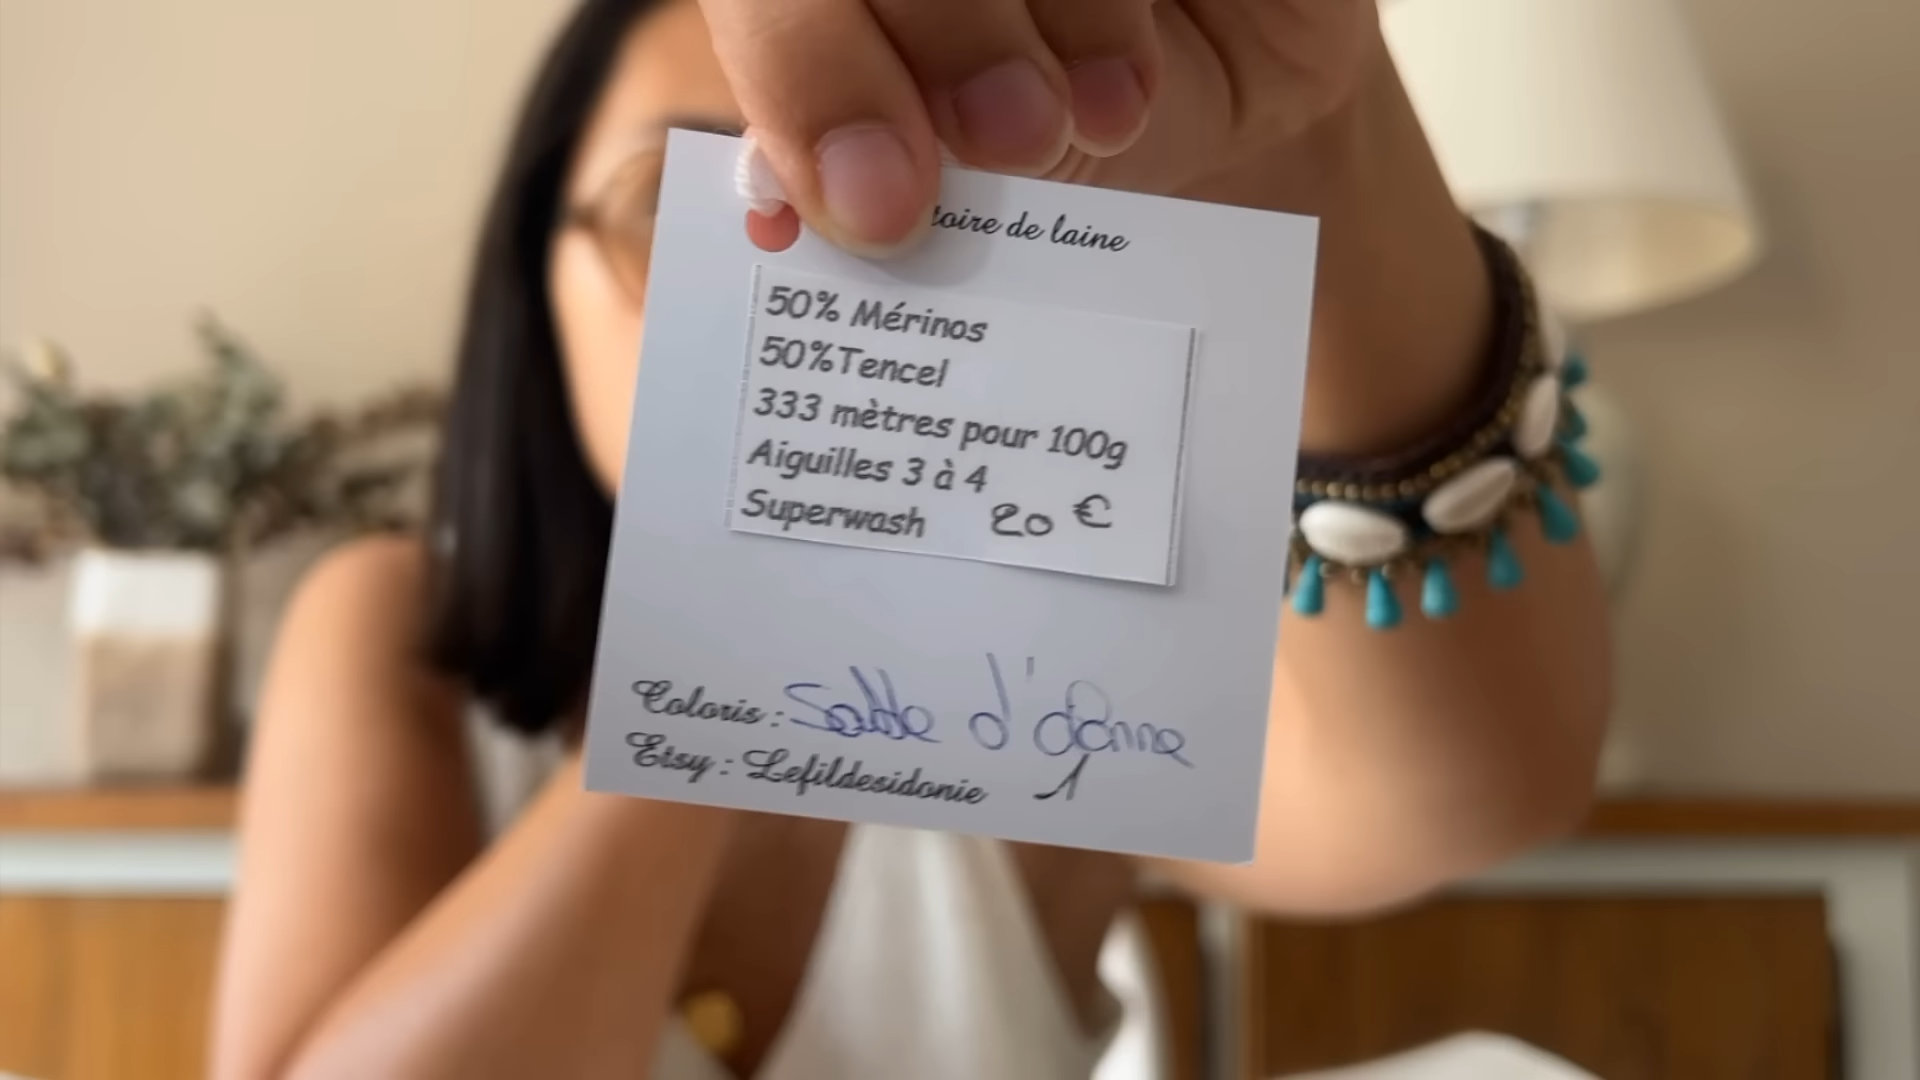 toire de laine
50% Mérinos
50%Tencel
333 mètres pour 100g
Aiguilles 3 à 4
Superwash 20 €
Coloris : Sable d'
Etsy : Lefildesidonie 1